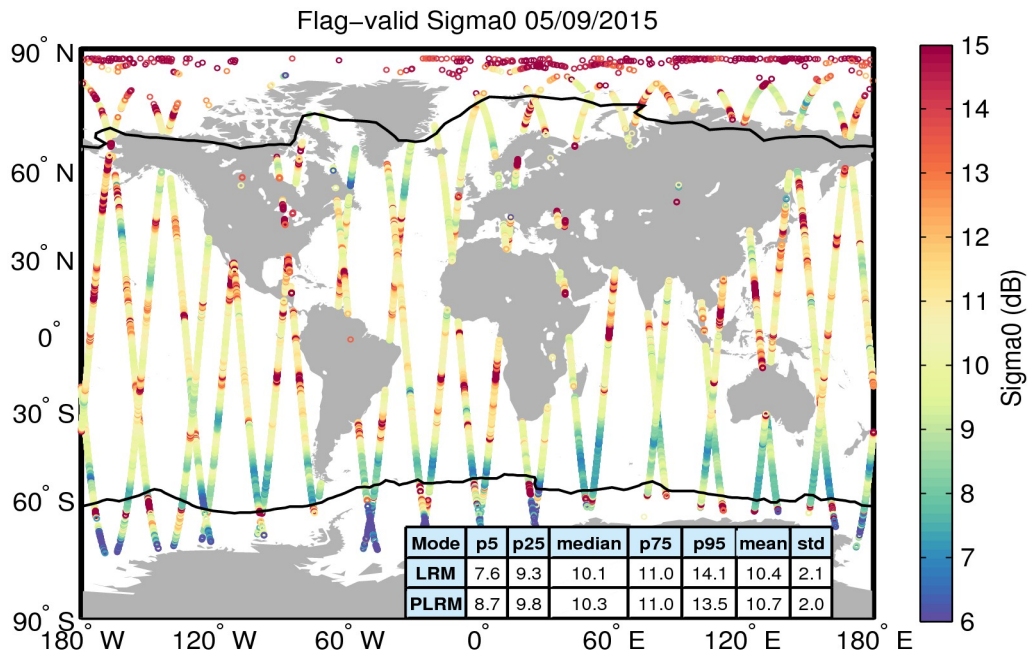 Flag-valid Sigma0 05/09/2015
90° N
60° N
30° N
0°
30° S
60° S
90° S
180° W
120° W
60° W
0°
60° E
120° E
180° E
Mode p5 p25 median p75 p95 mean std
LRM 7.6 9.3 10.1 11.0 14.1 10.4 2.1
PLRM 8.7 9.8 10.3 11.0 13.5 10.7 2.0
15
14
13
12
11
10
9
8
7
6
Sigma0 (dB)